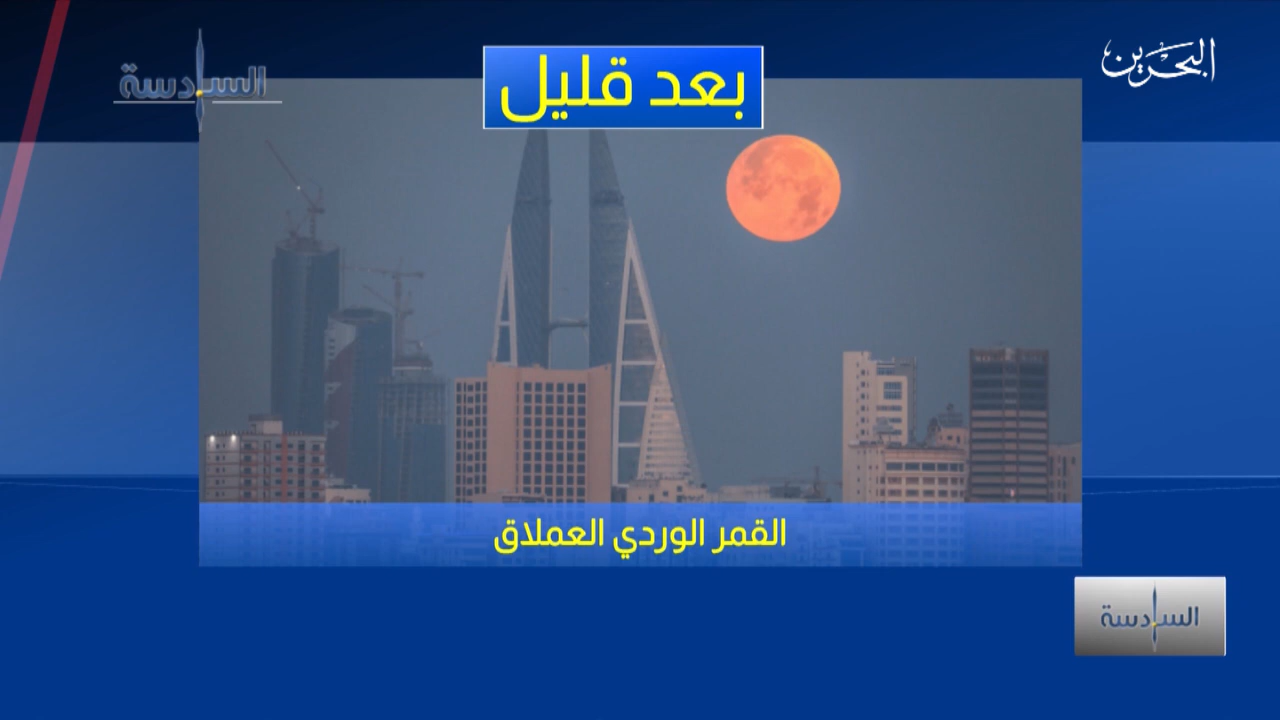 البحرين
السادسة
بعد قليل
القمر الوردي العملاق
السادسة